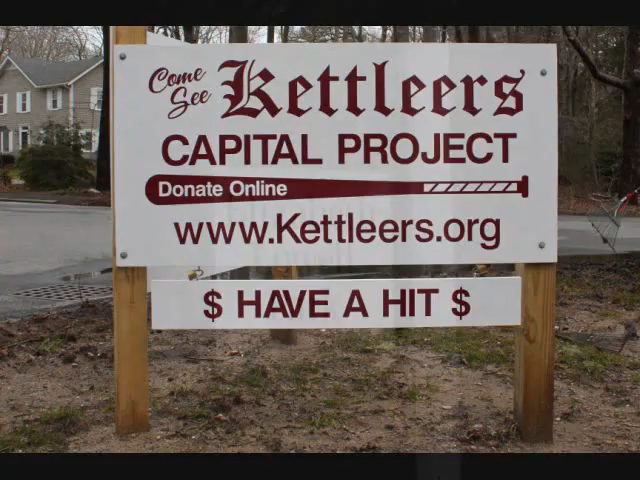 Come See Kettleers
CAPITAL PROJECT
Donate Online
www.Kettleers.org
$ HAVE A HIT $